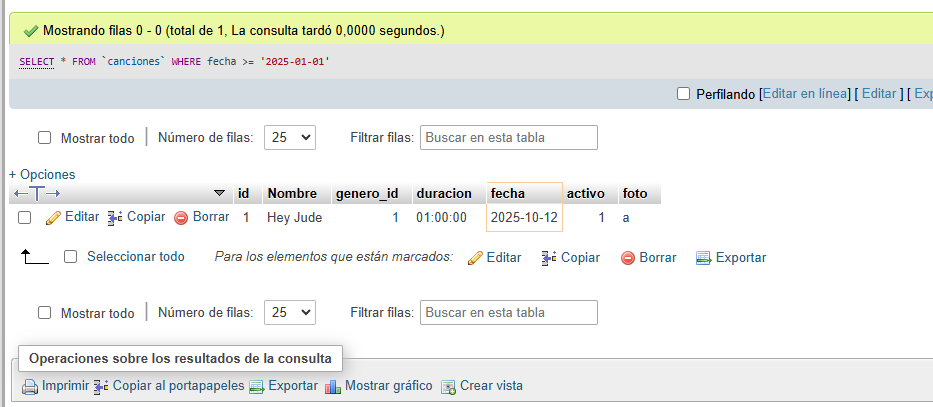 Mostrando filas 0 - 0 (total de 1, La consulta tardó 0,0000 segundos.)
SELECT * FROM `canciones` WHERE fecha >= '2025-01-01'
Perfilando [Editar en línea] [ Editar ] [ Exp
Mostrar todo | Número de filas: 25 Filtrar filas: Buscar en esta tabla
+ Opciones
←T→ id Nombre genero_id duracion fecha activo foto
Editar Copiar Borrar 1 Hey Jude 1 01:00:00 2025-10-12 1 a
Seleccionar todo Para los elementos que están marcados: Editar Copiar Borrar Exportar
Mostrar todo | Número de filas: 25 Filtrar filas: Buscar en esta tabla
Operaciones sobre los resultados de la consulta
Imprimir Copiar al portapapeles Exportar Mostrar gráfico Crear vista